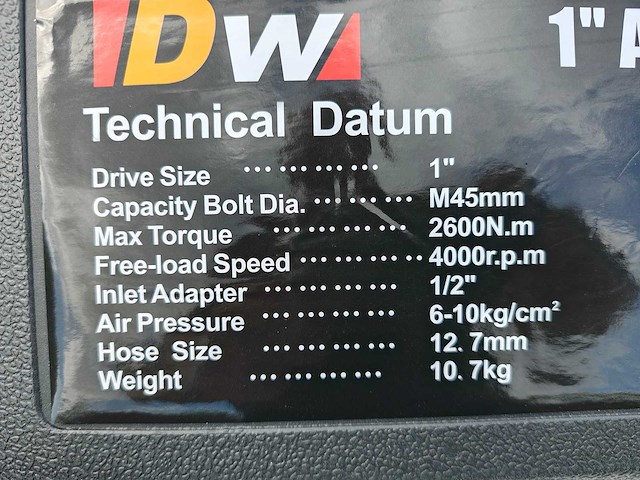 DW
1" A
Technical Datum
Drive Size ... ... ... ... 1"
Capacity Bolt Dia. ... ... ... M45mm
Max Torque ... ... ... ... 2600N.m
Free-load Speed ... ... ... ... 4000r.p.m
Inlet Adapter ... ... ... ... 1/2"
Air Pressure ... ... ... ... 6-10kg/cm²
Hose Size ... ... ... ... 12.7mm
Weight ... ... ... ... 10.7kg